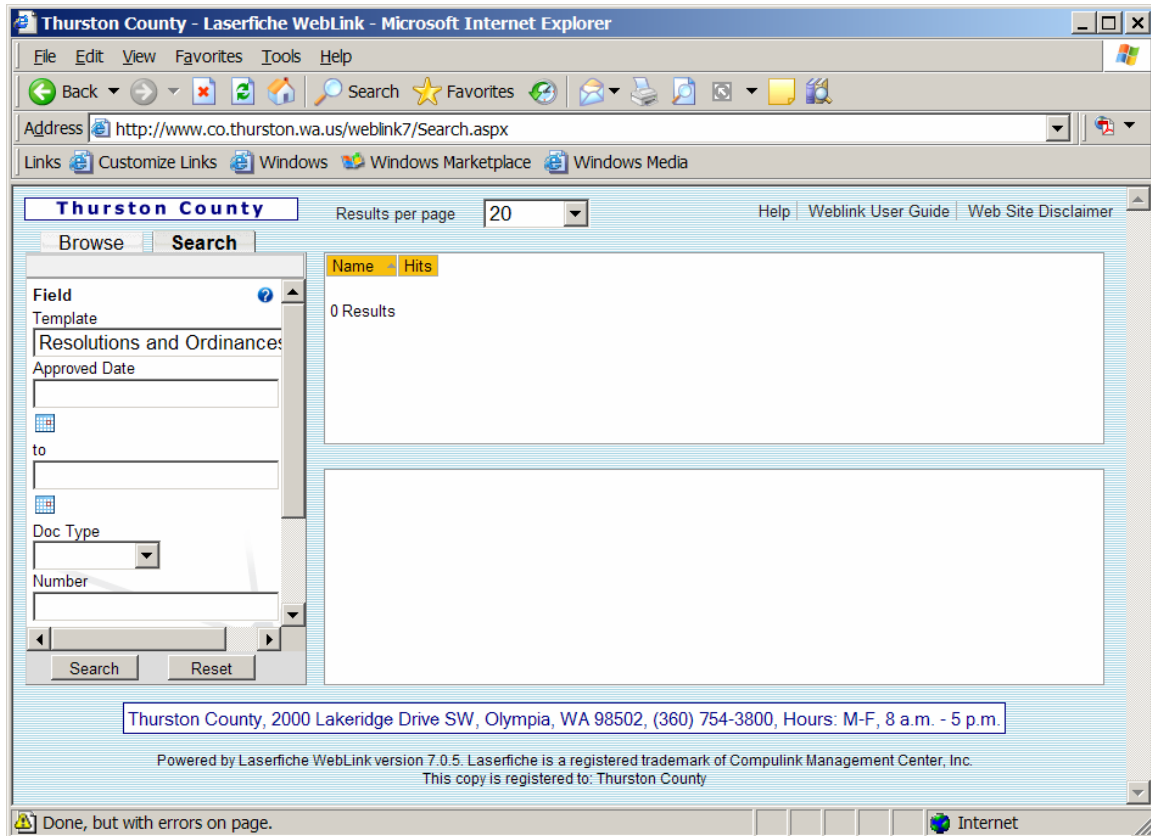 Thurston County - Laserfiche WebLink - Microsoft Internet Explorer
File Edit View Favorites Tools Help
Back Search Favorites
Address http://www.co.thurston.wa.us/weblink7/Search.aspx
Links Customize Links Windows Windows Marketplace Windows Media
Thurston County Results per page 20 Help Weblink User Guide Web Site Disclaimer
Browse Search
Name Hits
Field
0 Results
Template
Resolutions and Ordinances
Approved Date
to
Doc Type
Number
Search Reset
Thurston County, 2000 Lakeridge Drive SW, Olympia, WA 98502, (360) 754-3800, Hours: M-F, 8 a.m. - 5 p.m.
Powered by Laserfiche WebLink version 7.0.5. Laserfiche is a registered trademark of Compulink Management Center, Inc.
This copy is registered to: Thurston County
Done, but with errors on page. Internet